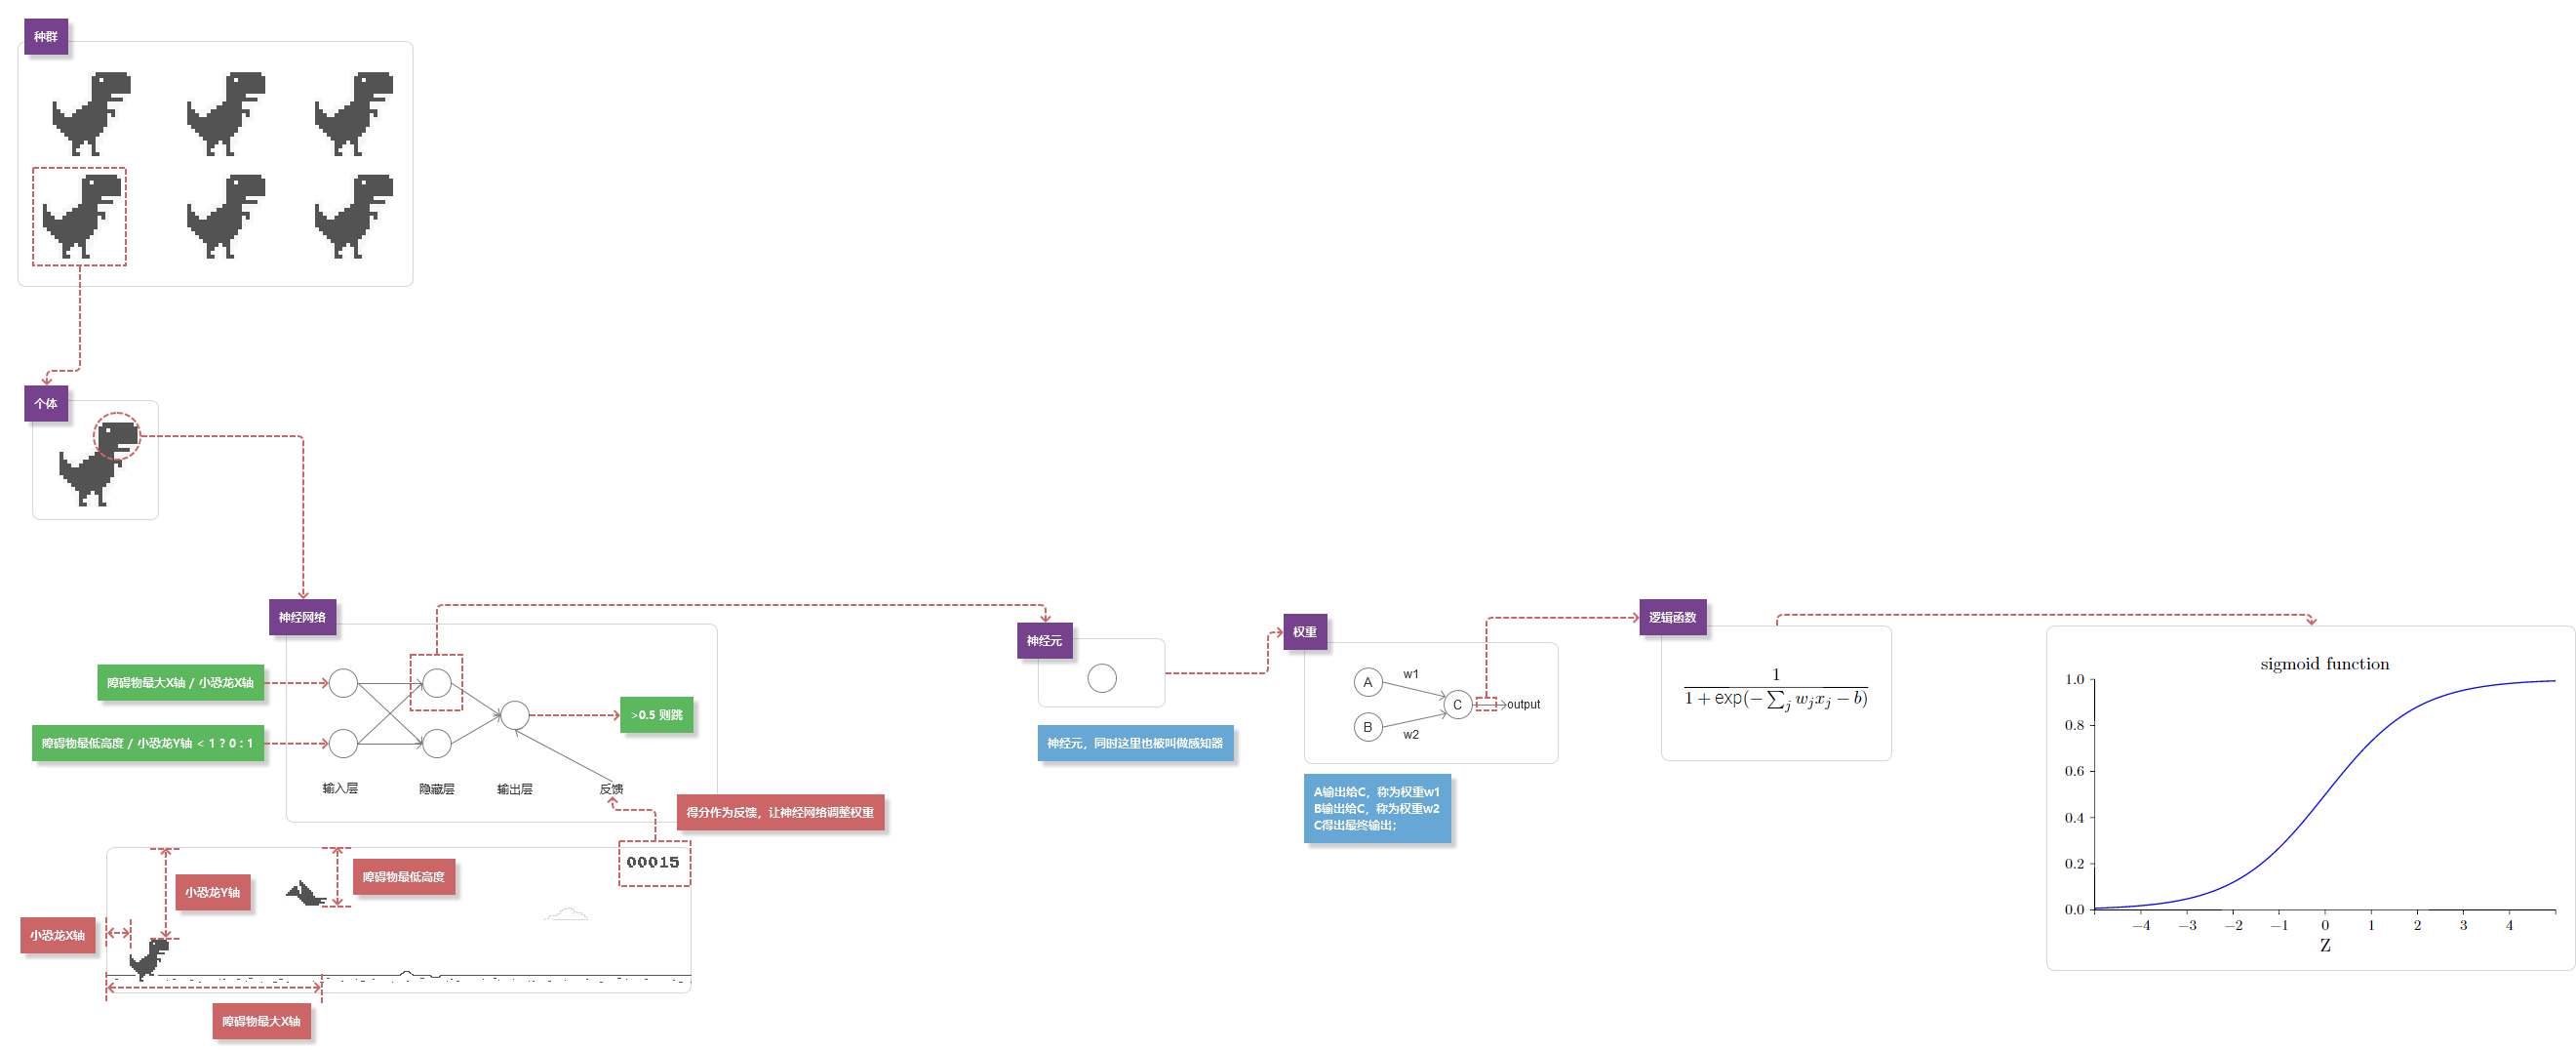 种群
个体
神经网络
障碍物最大X轴 / 小恐龙X轴
障碍物最低高度 / 小恐龙Y轴 < 1 ? 0 : 1
>0.5 则跳
输入层
隐藏层
输出层
反馈
得分作为反馈，让神经网络调整权重
00015
小恐龙Y轴
障碍物最低高度
小恐龙X轴
障碍物最大X轴
神经元
神经元，同时这里也被叫做感知器
权重
A
B
C
w1
w2
output
A输出给C，称为权重w1
B输出给C，称为权重w2
C得出最终输出；
逻辑函数
1
1 + exp(−∑j wjxj − b)
sigmoid function
1.0
0.8
0.6
0.4
0.2
0.0
−4 −3 −2 −1 0 1 2 3 4
Z